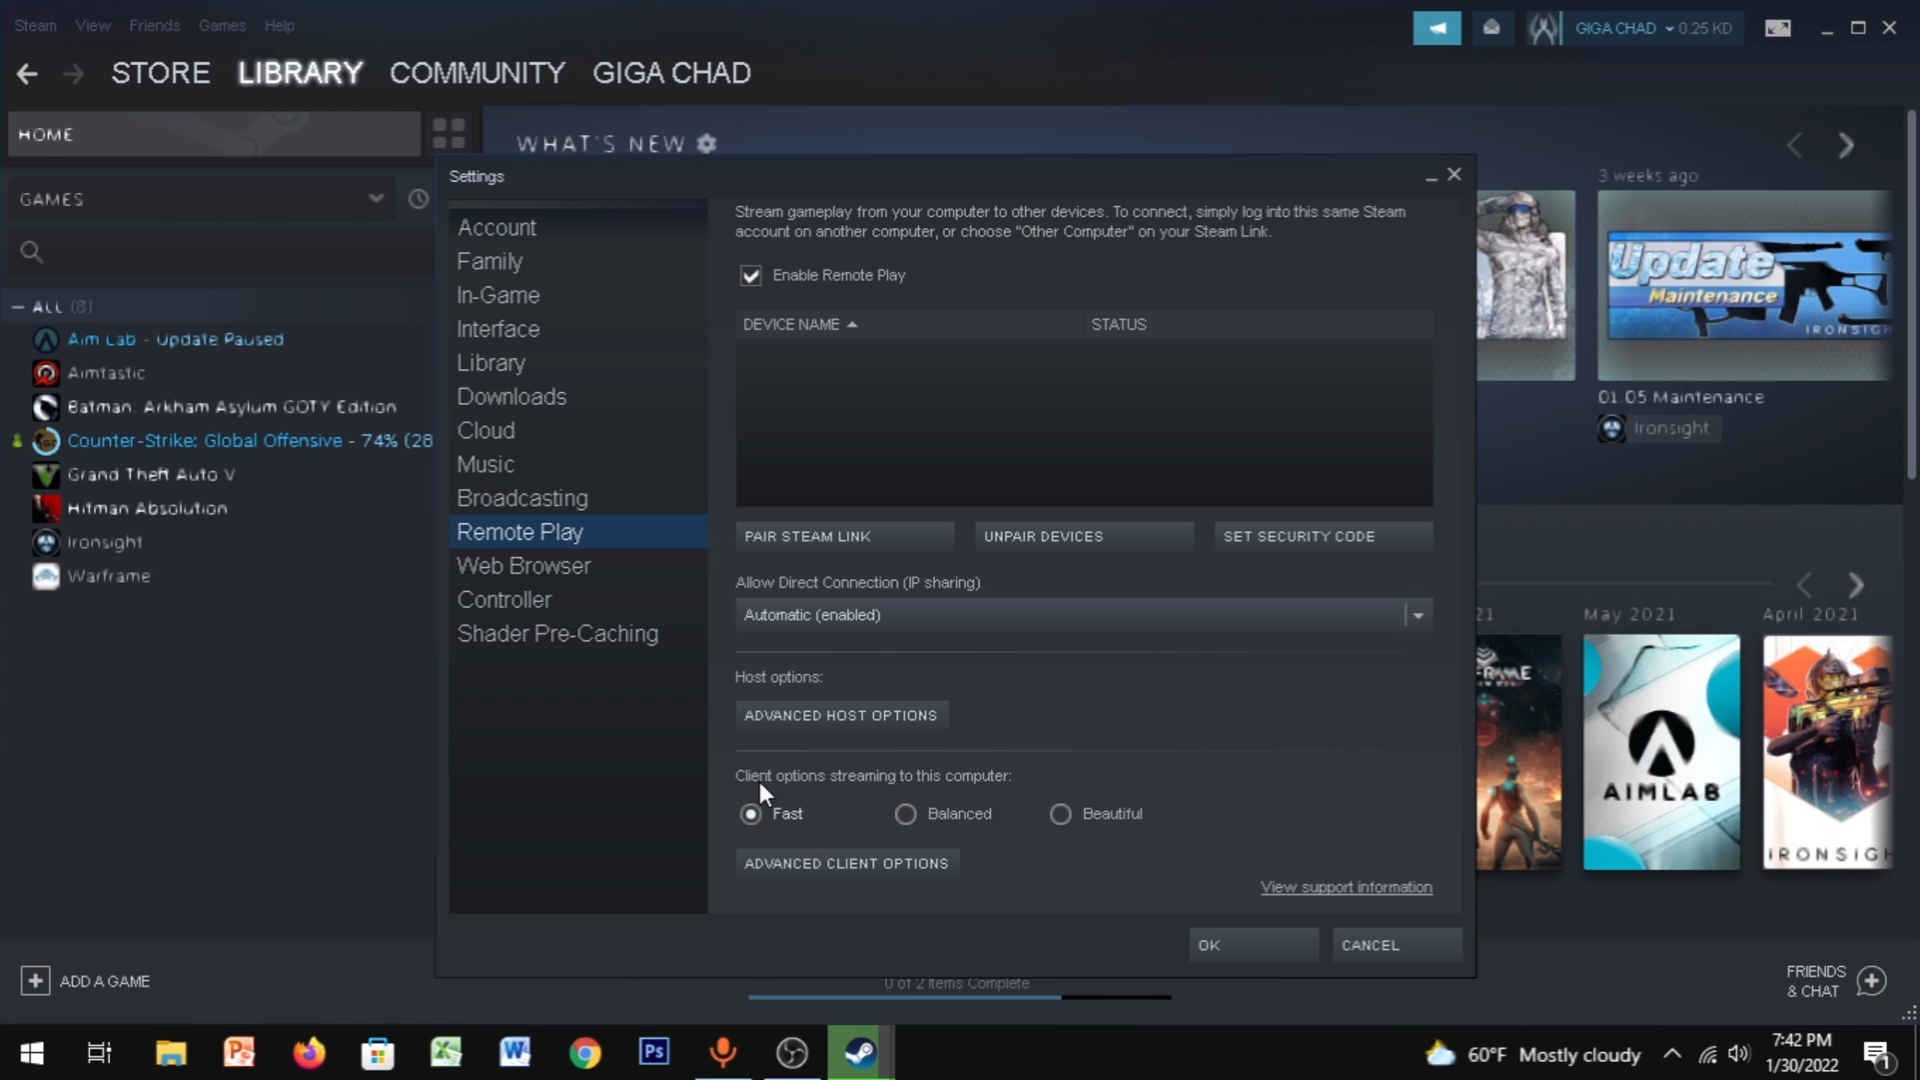 Steam View Friends Games Help
GIGA CHAD 0.25 KD
STORE LIBRARY COMMUNITY GIGA CHAD
HOME
WHAT'S NEW
GAMES
3 weeks ago
Update
Maintenance
IRONSIGH
01.05 Maintenance
Ironsight
— ALL (8)
Aim Lab - Update Paused
Aimtastic
Batman: Arkham Asylum GOTY Edition
Counter-Strike: Global Offensive - 74% (28
Grand Theft Auto V
Hitman Absolution
Ironsight
Warframe
Settings
Account
Family
In-Game
Interface
Library
Downloads
Cloud
Music
Broadcasting
Remote Play
Web Browser
Controller
Shader Pre-Caching
Stream gameplay from your computer to other devices. To connect, simply log into this same Steam
account on another computer, or choose "Other Computer" on your Steam Link.
Enable Remote Play
DEVICE NAME STATUS
PAIR STEAM LINK UNPAIR DEVICES SET SECURITY CODE
Allow Direct Connection (IP sharing)
Automatic (enabled)
Host options:
ADVANCED HOST OPTIONS
Client options streaming to this computer:
Fast Balanced Beautiful
ADVANCED CLIENT OPTIONS
View support information
OK CANCEL
21 May 2021 April 2021
FRAME
AIMLAB
IRONSIGH
ADD A GAME
0 of 2 Items Complete
FRIENDS
& CHAT
60°F Mostly cloudy
7:42 PM
1/30/2022
1
Ps